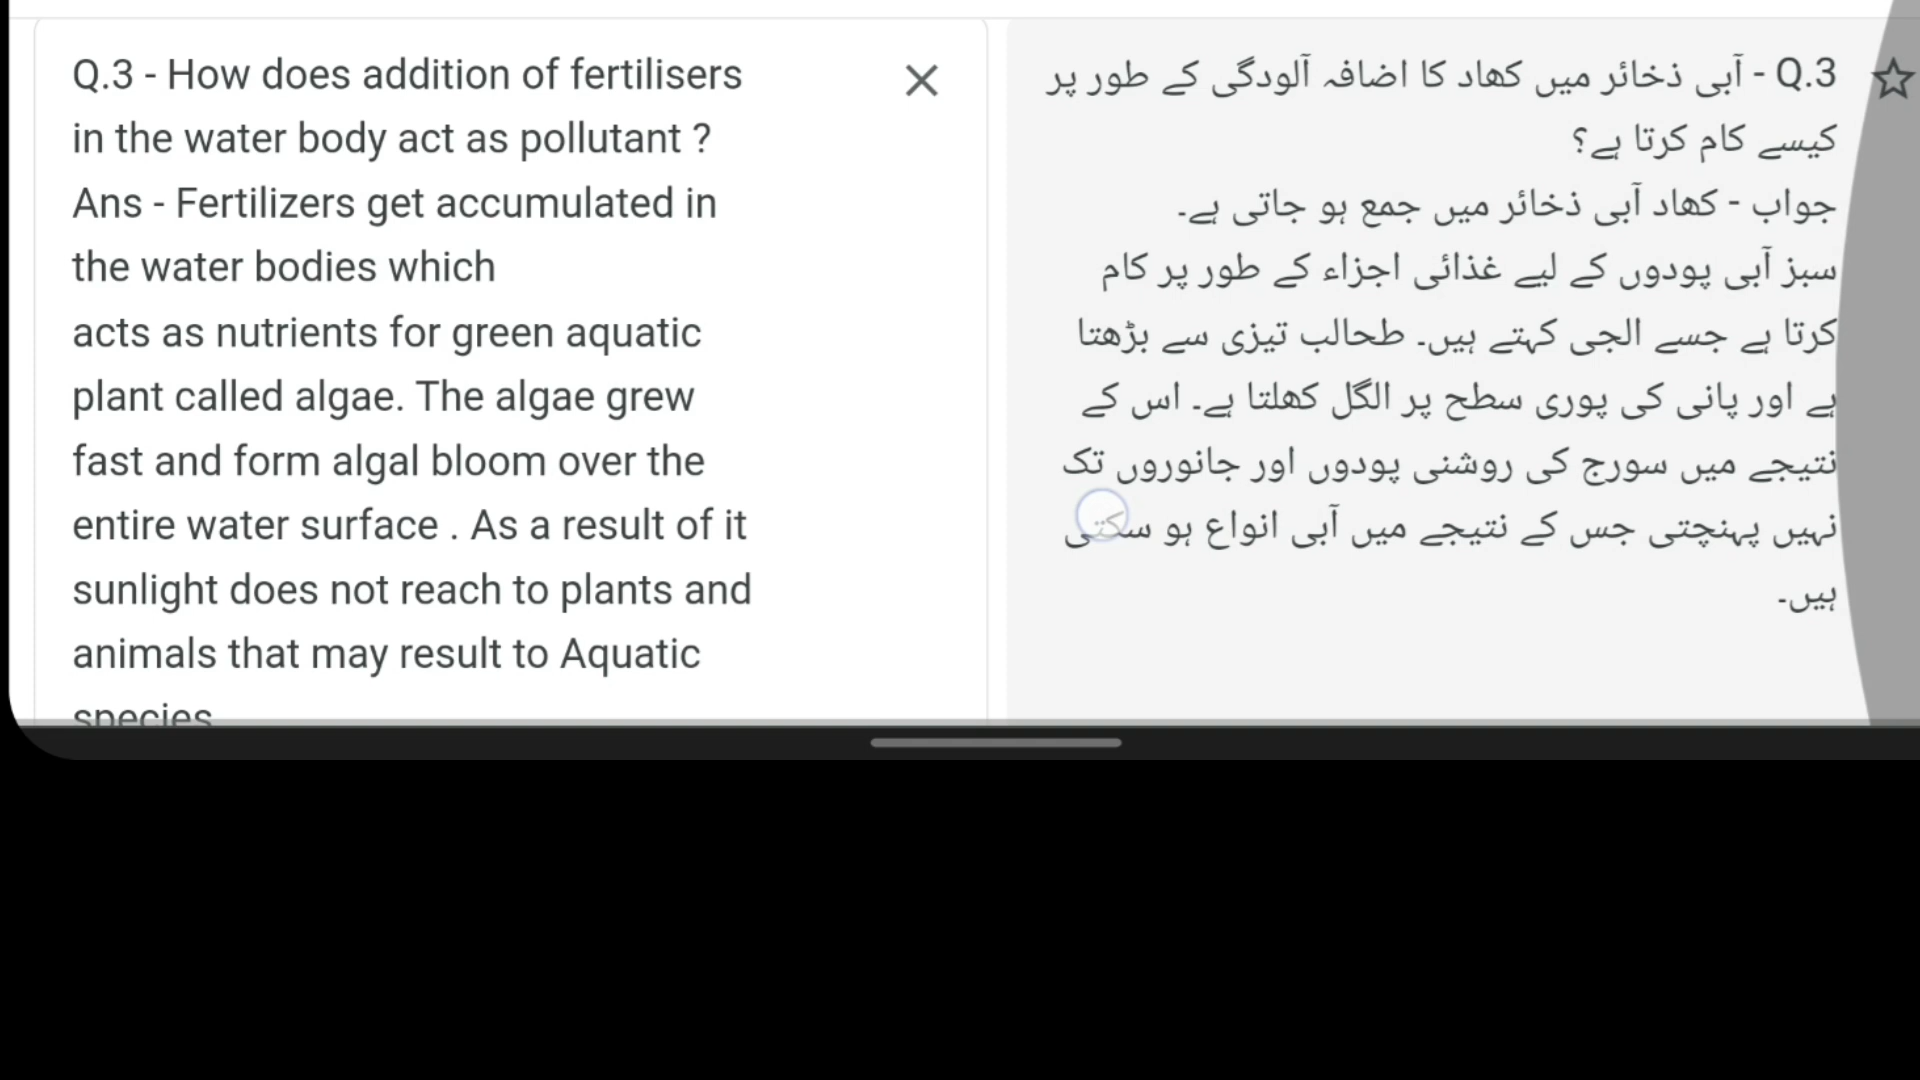 Q.3 - How does addition of fertilisers
in the water body act as pollutant ?
Ans - Fertilizers get accumulated in
the water bodies which
acts as nutrients for green aquatic
plant called algae. The algae grew
fast and form algal bloom over the
entire water surface . As a result of it
sunlight does not reach to plants and
animals that may result to Aquatic
species
Q.3 - آبی ذخائر میں کھاد کا اضافہ آلودگی کے طور پر
کیسے کام کرتا ہے؟
جواب - کھاد آبی ذخائر میں جمع ہو جاتی ہے۔
سبز آبی پودوں کے لیے غذائی اجزاء کے طور پر کام
کرتا ہے جسے الجی کہتے ہیں۔ طحالب تیزی سے بڑھتا
ہے اور پانی کی پوری سطح پر الگل کھلتا ہے۔ اس کے
نتیجے میں سورج کی روشنی پودوں اور جانوروں تک
نہیں پہنچتی جس کے نتیجے میں آبی انواع ہو سکتی
ہیں۔